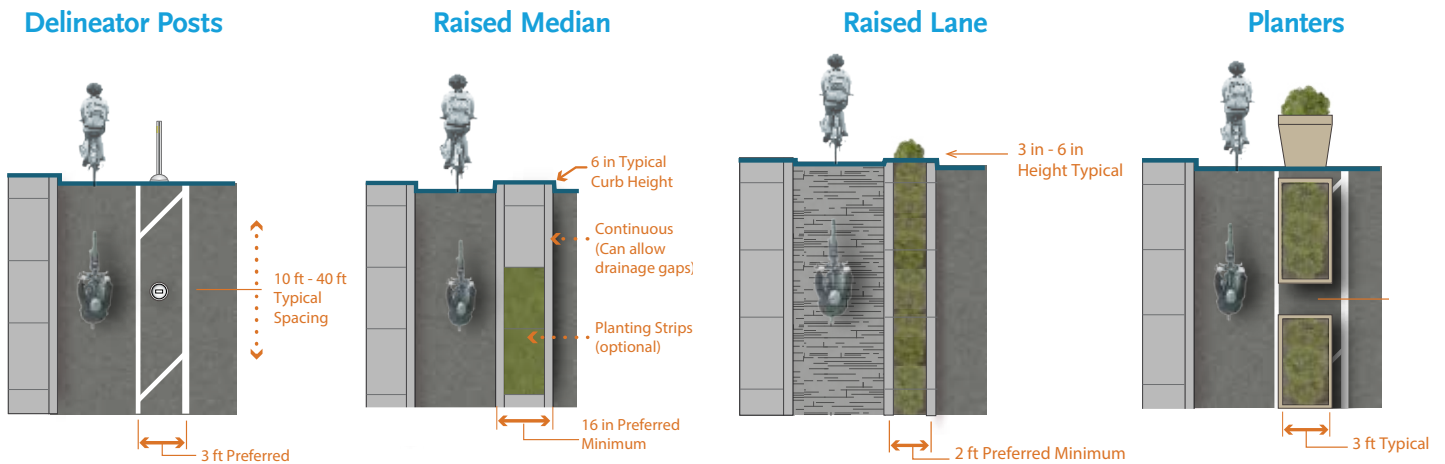 Delineator Posts
10 ft - 40 ft
Typical
Spacing
3 ft Preferred
Raised Median
6 in Typical
Curb Height
Continuous
(Can allow
drainage gaps)
Planting Strips
(optional)
16 in Preferred
Minimum
Raised Lane
3 in - 6 in
Height Typical
2 ft Preferred Minimum
Planters
3 ft Typical